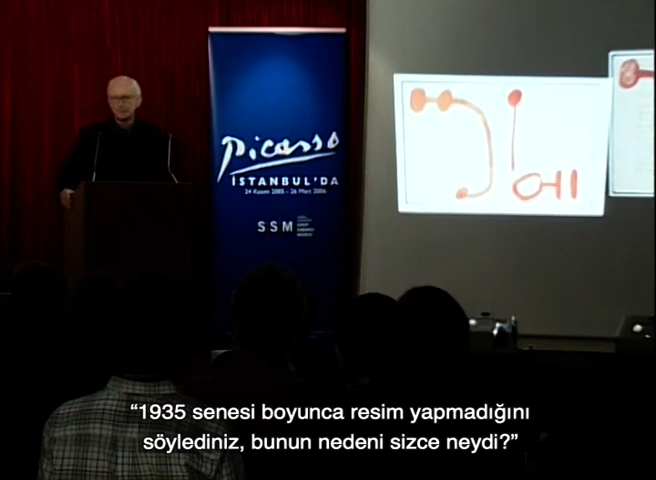 Picasso
İSTANBUL'DA
24 Kasım 2005 - 26 Mart 2006
SSM
“1935 senesi boyunca resim yapmadığını
söylediniz, bunun nedeni sizce neydi?”